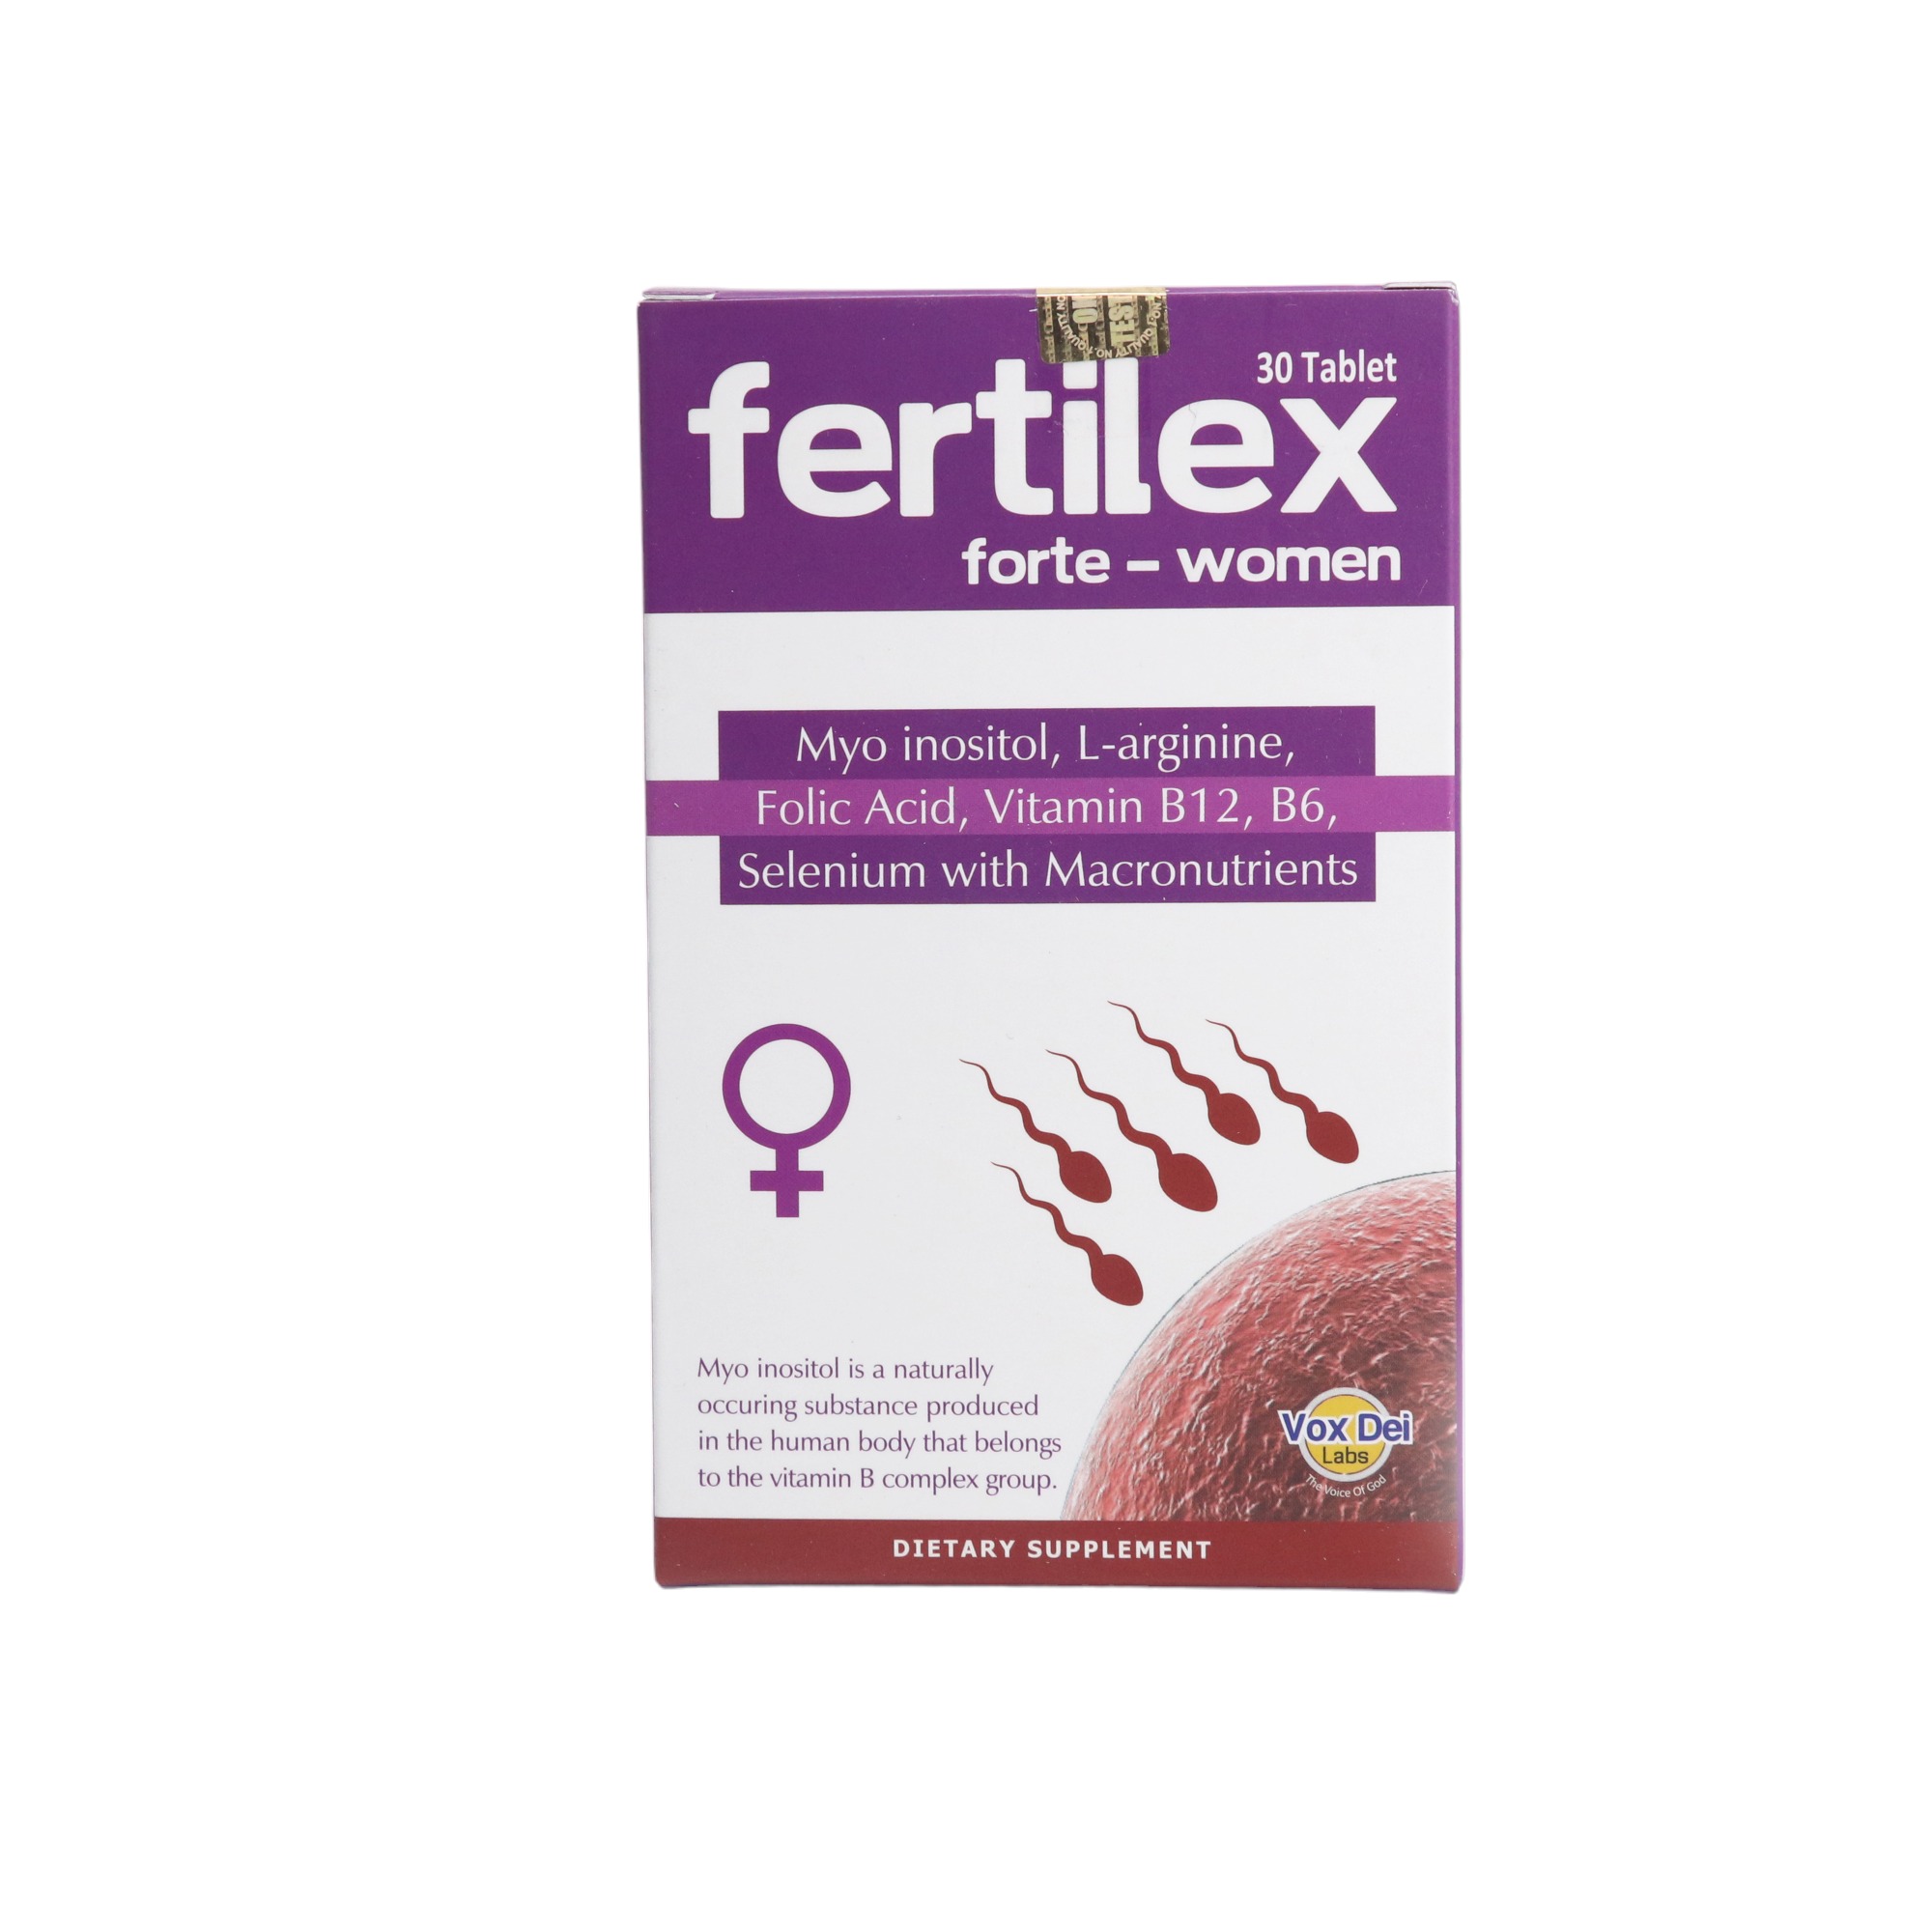 30 Tablet
fertilex
forte – women
Myo inositol, L-arginine,
Folic Acid, Vitamin B12, B6,
Selenium with Macronutrients
Myo inositol is a naturally
occuring substance produced
in the human body that belongs
to the vitamin B complex group.
Vox Dei
Labs
The Voice Of God
DIETARY SUPPLEMENT